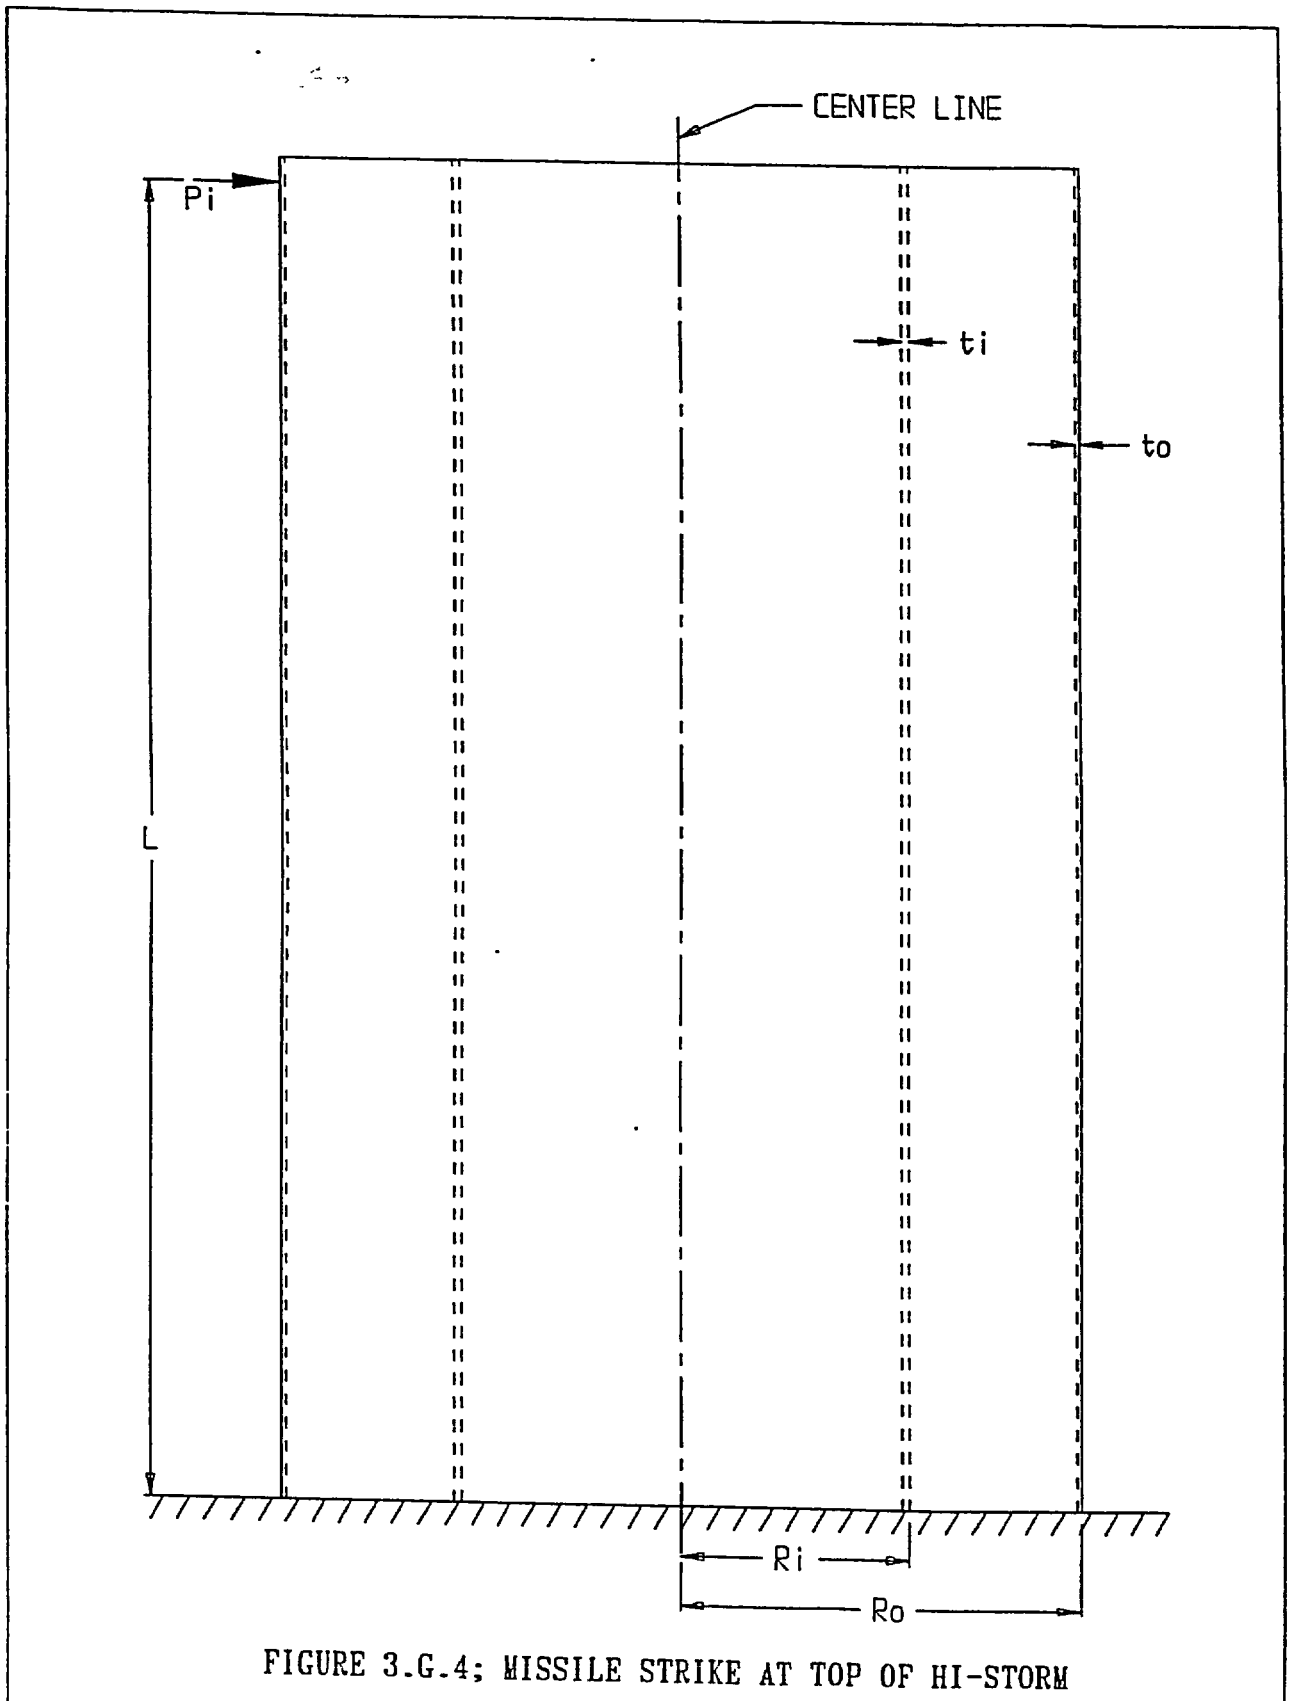 CENTER LINE
Pi
ti
to
L
Ri
Ro
FIGURE 3.G.4; MISSILE STRIKE AT TOP OF HI-STORM